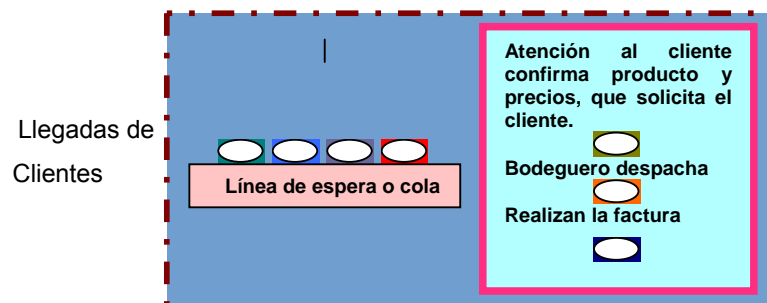 Llegadas de
Clientes
Línea de espera o cola
Atención al cliente
confirma producto y
precios, que solicita el
cliente.
Bodeguero despacha
Realizan la factura